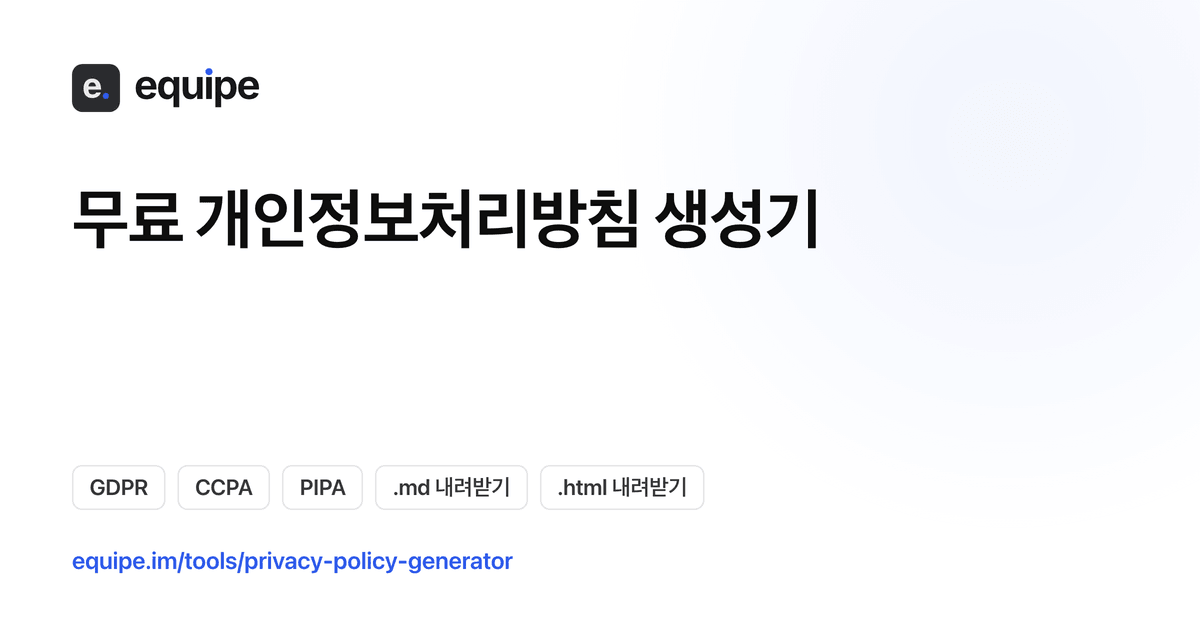 e. equipe
무료 개인정보처리방침 생성기
GDPR CCPA PIPA .md 내려받기 .html 내려받기
equipe.im/tools/privacy-policy-generator